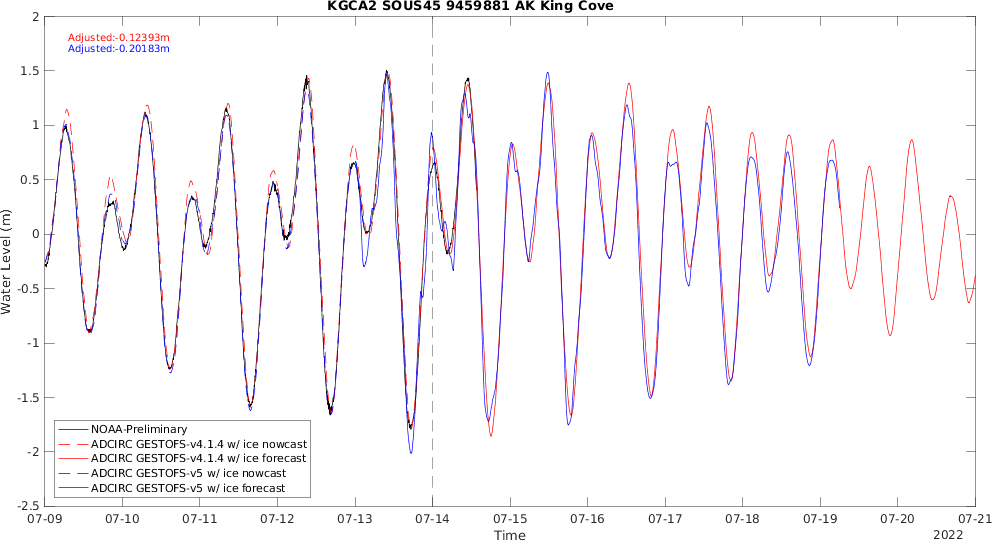 KGCA2 SOUS45 9459881 AK King Cove
Adjusted:-0.12393m
Adjusted:-0.20183m
2
1.5
1
0.5
0
-0.5
-1
-1.5
-2
-2.5
Water Level (m)
NOAA-Preliminary
ADCIRC GESTOFS-v4.1.4 w/ ice nowcast
ADCIRC GESTOFS-v4.1.4 w/ ice forecast
ADCIRC GESTOFS-v5 w/ ice nowcast
ADCIRC GESTOFS-v5 w/ ice forecast
07-09 07-10 07-11 07-12 07-13 07-14 07-15 07-16 07-17 07-18 07-19 07-20 07-21
Time
2022